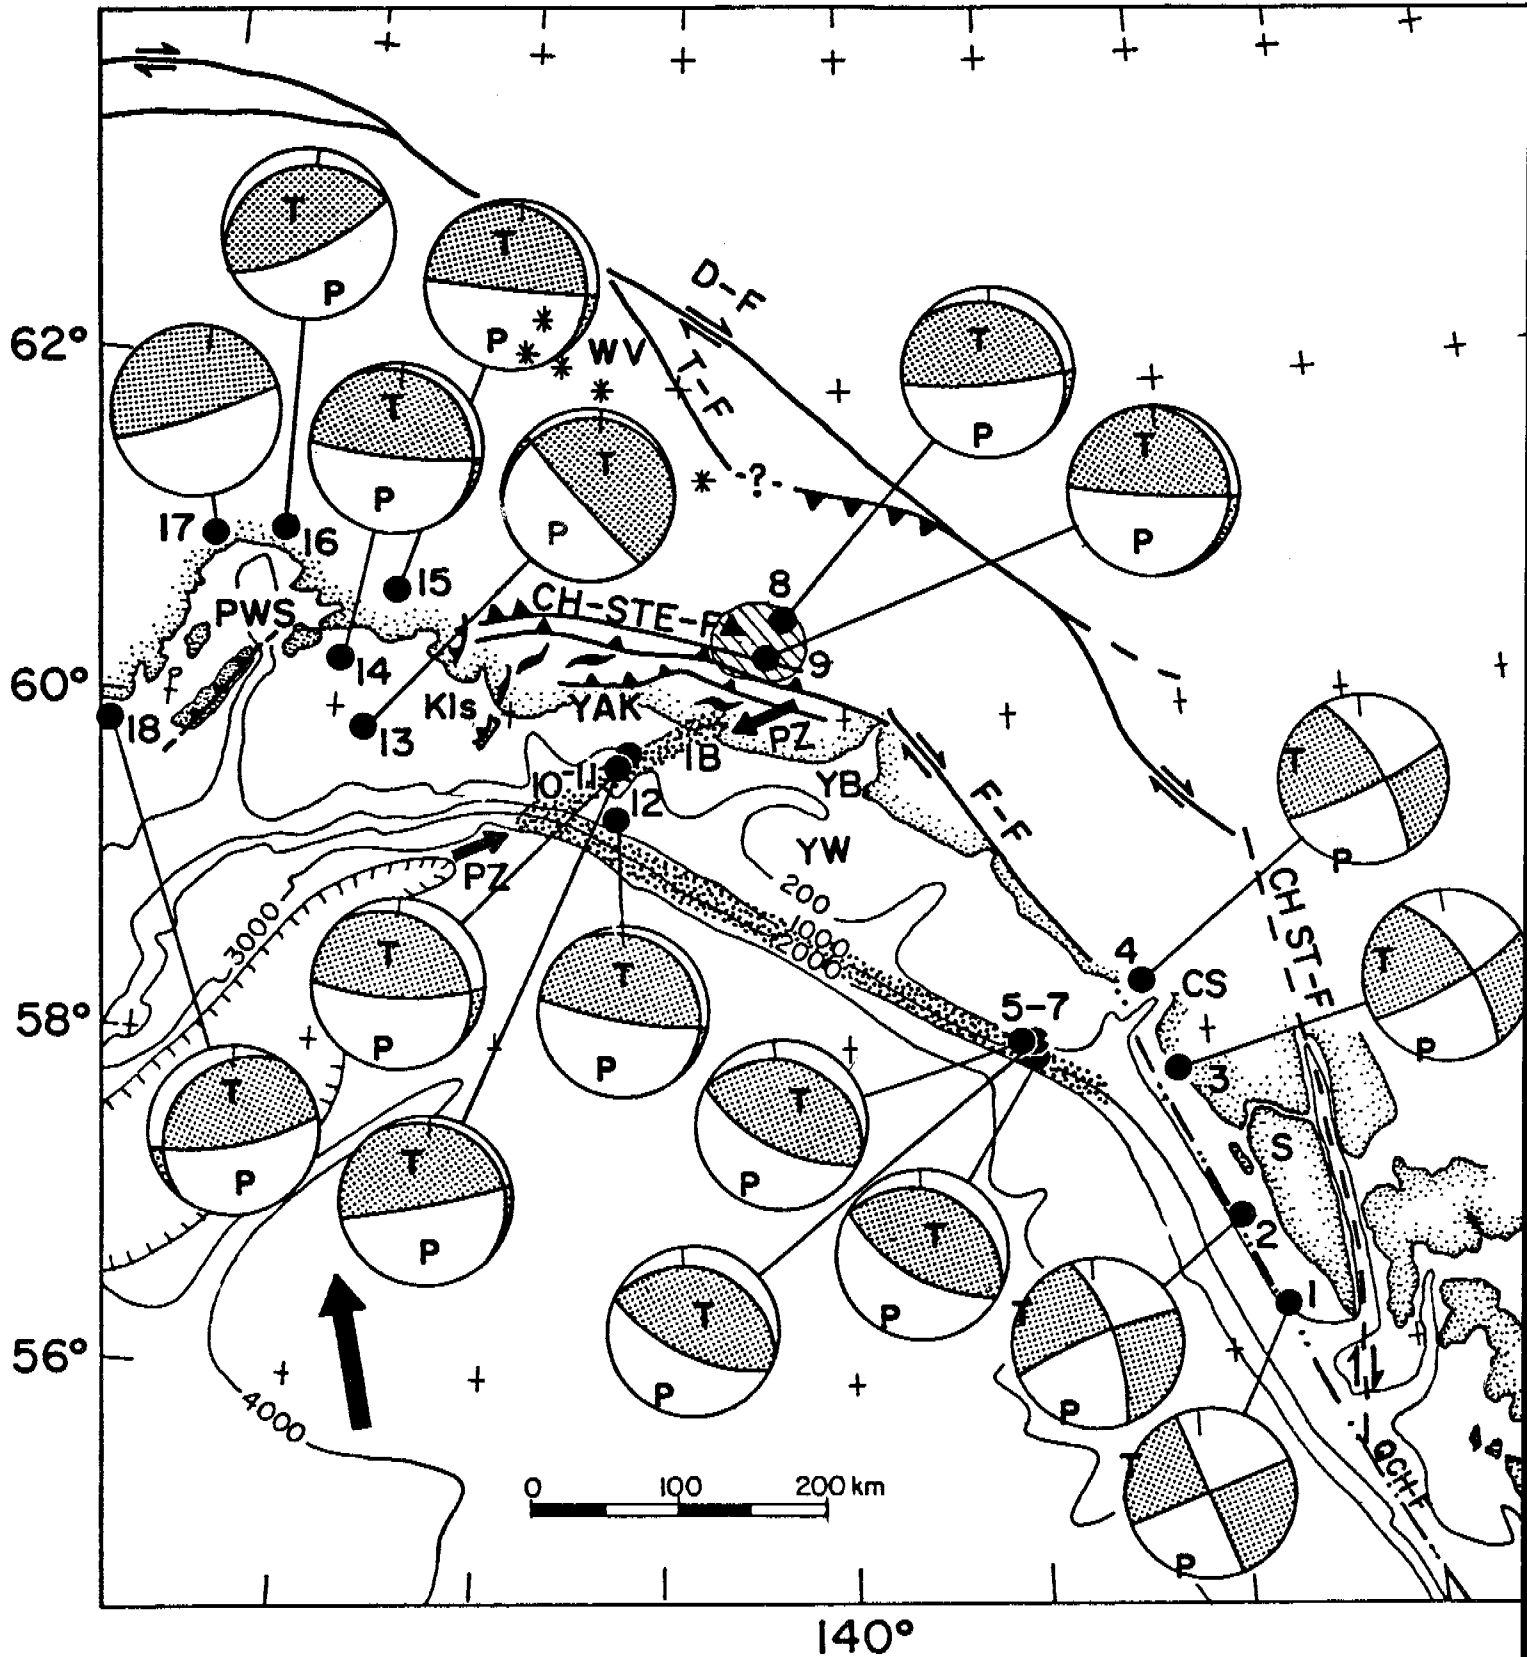 D-F
T
T
P
P
62°
WV
T-F
T
T
T
T
T
P
P
-?-
P
P
P
17
16
15
8
CH-STE-F
PWS
9
60°
14
KIs
YAK
18
13
PZ
IB
YB
10-11
12
F-F
T
YW
PZ
P
200
1000
2000
CH ST-F
3000
4
T
T
T
CS
5-7
58°
P
P
P
3
T
T
S
T
P
P
T
2
P
P
T
1
T
56°
P
P
4000
T
QCH-F
0
100
200 km
P
140°